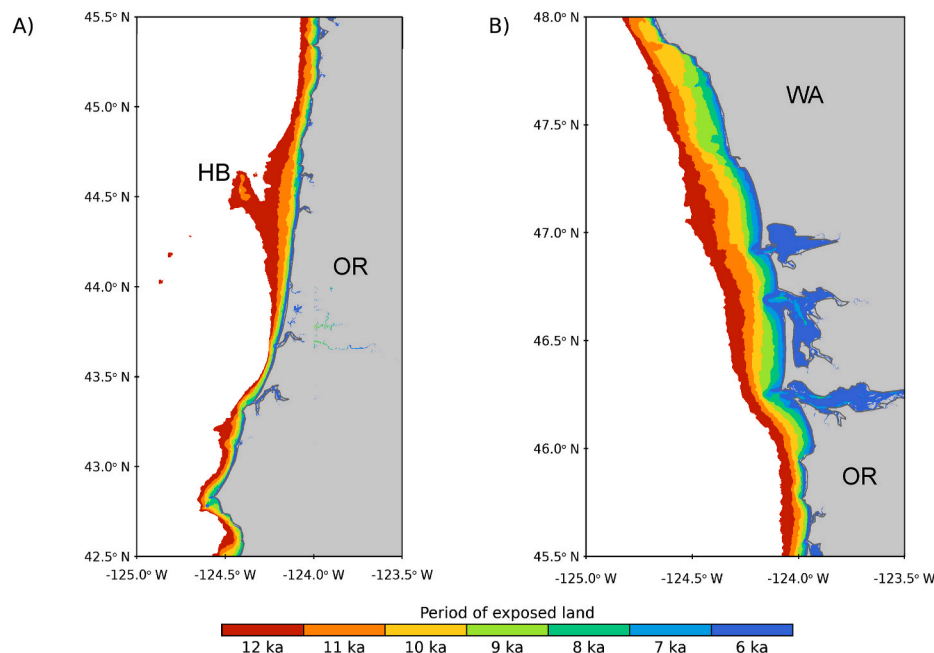 A)
45.5° N
45.0° N
44.5° N
44.0° N
43.5° N
43.0° N
42.5° N
HB
OR
-125.0° W
-124.5° W
-124.0° W
-123.5° W
B)
48.0° N
47.5° N
47.0° N
46.5° N
46.0° N
45.5° N
WA
OR
-125.0° W
-124.5° W
-124.0° W
-123.5° W
Period of exposed land
12 ka 11 ka 10 ka 9 ka 8 ka 7 ka 6 ka